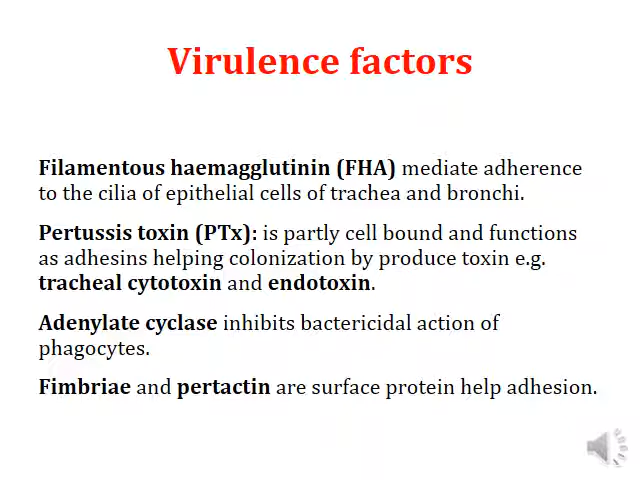 Virulence factors
Filamentous haemagglutinin (FHA) mediate adherence
to the cilia of epithelial cells of trachea and bronchi.
Pertussis toxin (PTx): is partly cell bound and functions
as adhesins helping colonization by produce toxin e.g.
tracheal cytotoxin and endotoxin.
Adenylate cyclase inhibits bactericidal action of
phagocytes.
Fimbriae and pertactin are surface protein help adhesion.